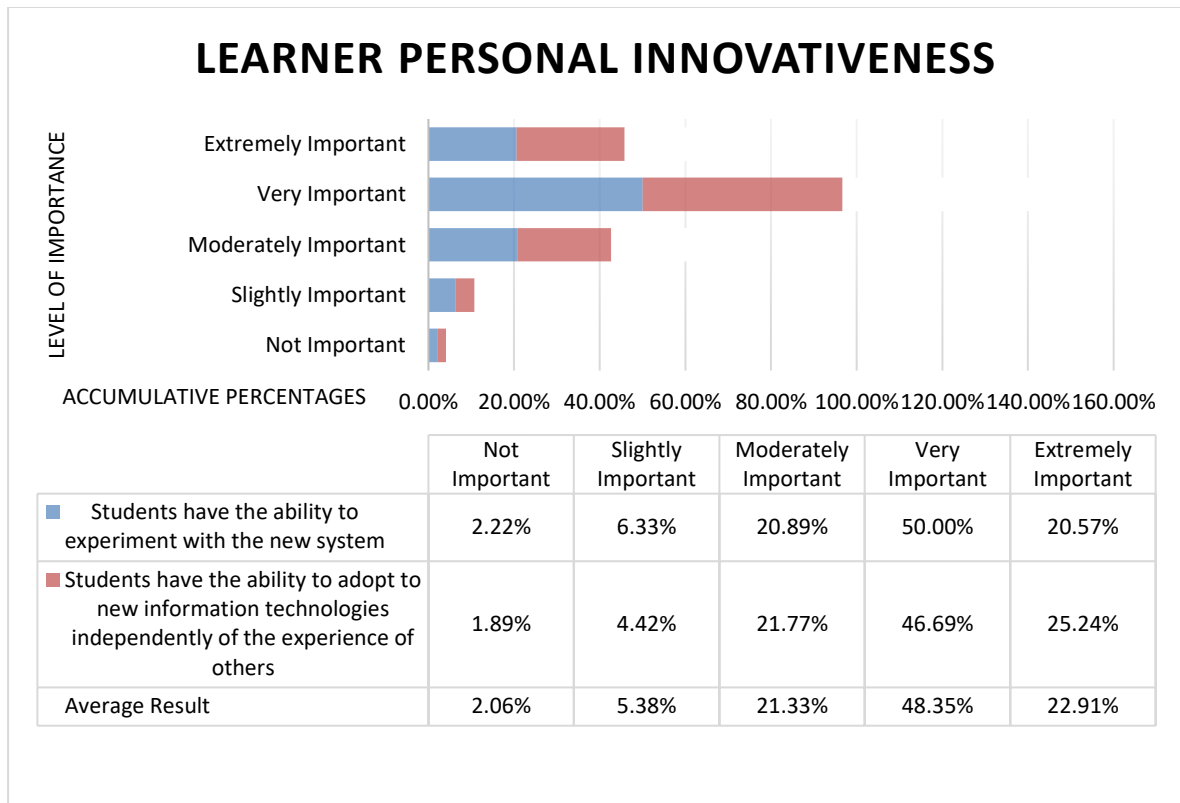 LEARNER PERSONAL INNOVATIVENESS
LEVEL OF IMPORTANCE
Extremely Important
Very Important
Moderately Important
Slightly Important
Not Important
ACCUMULATIVE PERCENTAGES
0.00% 20.00% 40.00% 60.00% 80.00% 100.00% 120.00% 140.00% 160.00%
Not Important
Slightly Important
Moderately Important
Very Important
Extremely Important
Students have the ability to
experiment with the new system
2.22% 6.33% 20.89% 50.00% 20.57%
Students have the ability to adopt to
new information technologies
independently of the experience of
others
1.89% 4.42% 21.77% 46.69% 25.24%
Average Result 2.06% 5.38% 21.33% 48.35% 22.91%